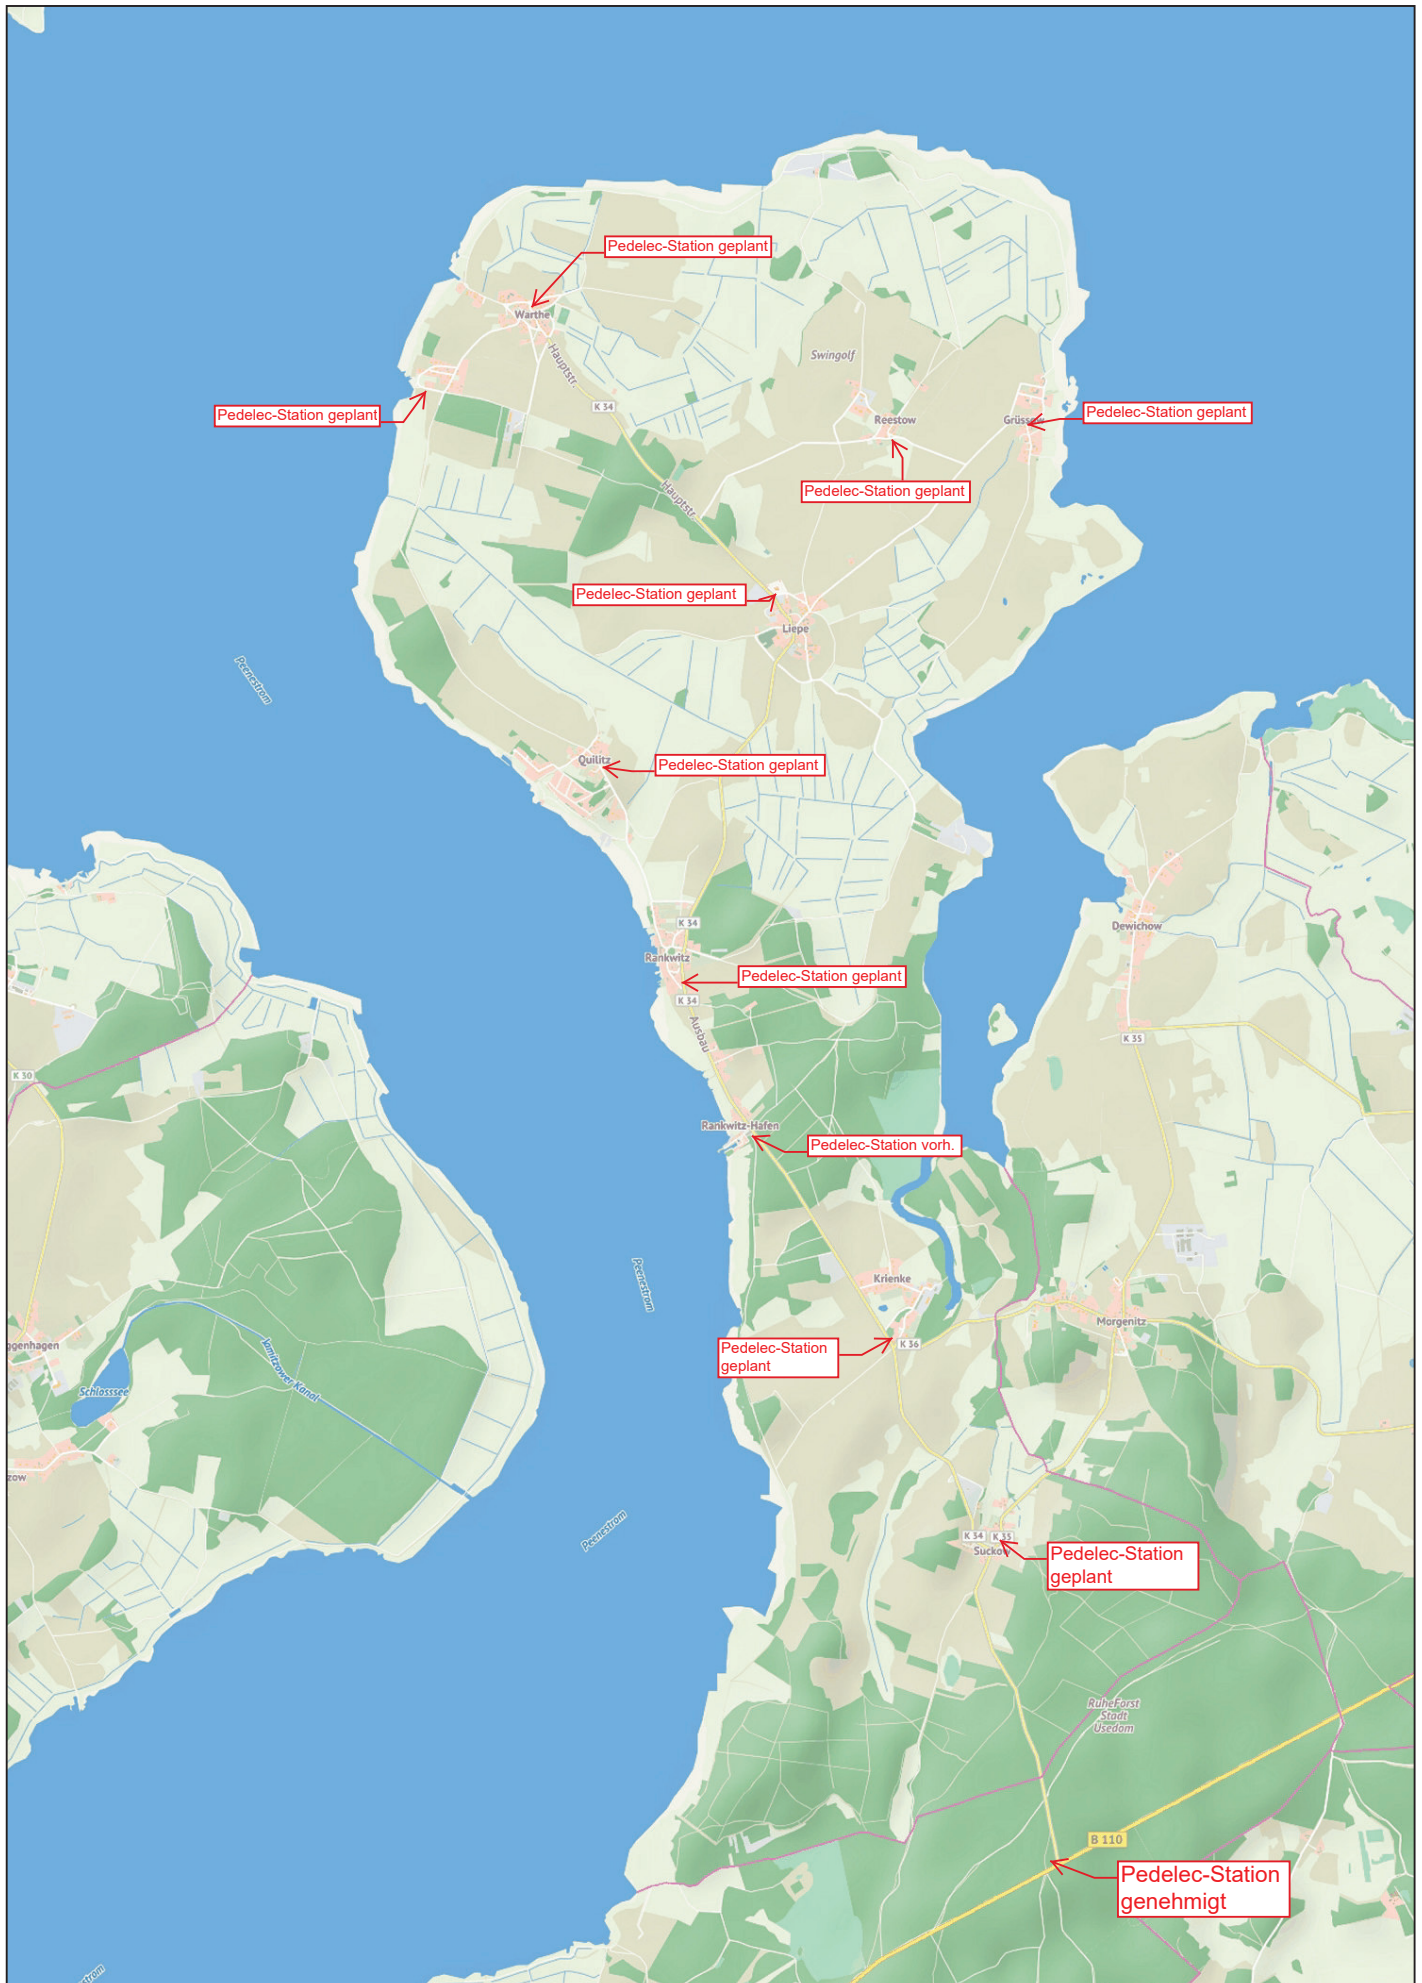 Pedelec-Station geplant
Warthe
Hauptstr.
Swingolf
Pedelec-Station geplant
K 34
Reestow
Pedelec-Station geplant
Pedelec-Station geplant
Hauptstr.
Pedelec-Station geplant
Liepe
Peenestrom
Quilitz
Pedelec-Station geplant
K 34
Dewichow
Rankwitz
Pedelec-Station geplant
K 34
Ausbau
K 35
K 30
Rankwitz-Hafen
Pedelec-Station vorh.
Peenestrom
Krienke
Morgenitz
Pedelec-Station
geplant
K 36
ggenhagen
Jamitzower Kanal
Schlosssee
zow
Peenestrom
K 34
K 35
Suckow
Pedelec-Station
geplant
RuheForst
Stadt
Usedom
B 110
Pedelec-Station
genehmigt